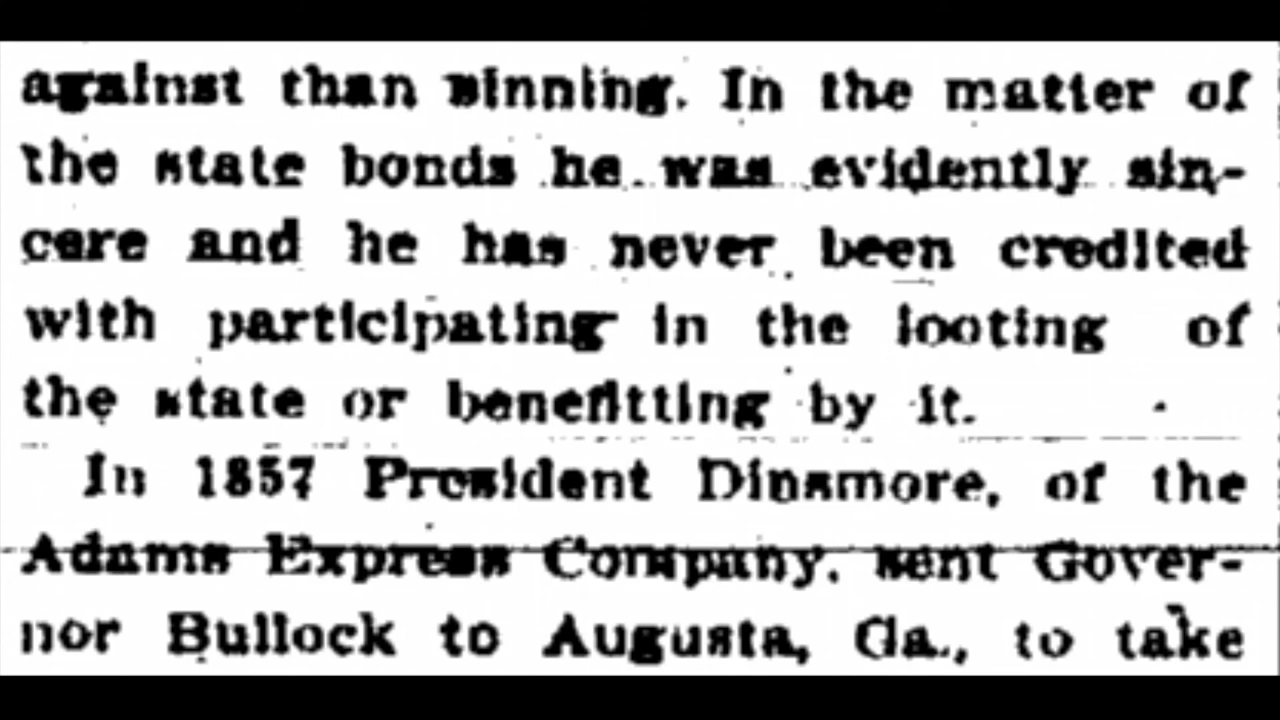 against than sinning. In the matter of
the state bonds he was evidently sin-
cere and he has never been credited
with participating in the looting of
the state or benefitting by it.
In 1857 President Dinsmore, of the
Adams Express Company, sent Gover-
nor Bullock to Augusta, Ga., to take